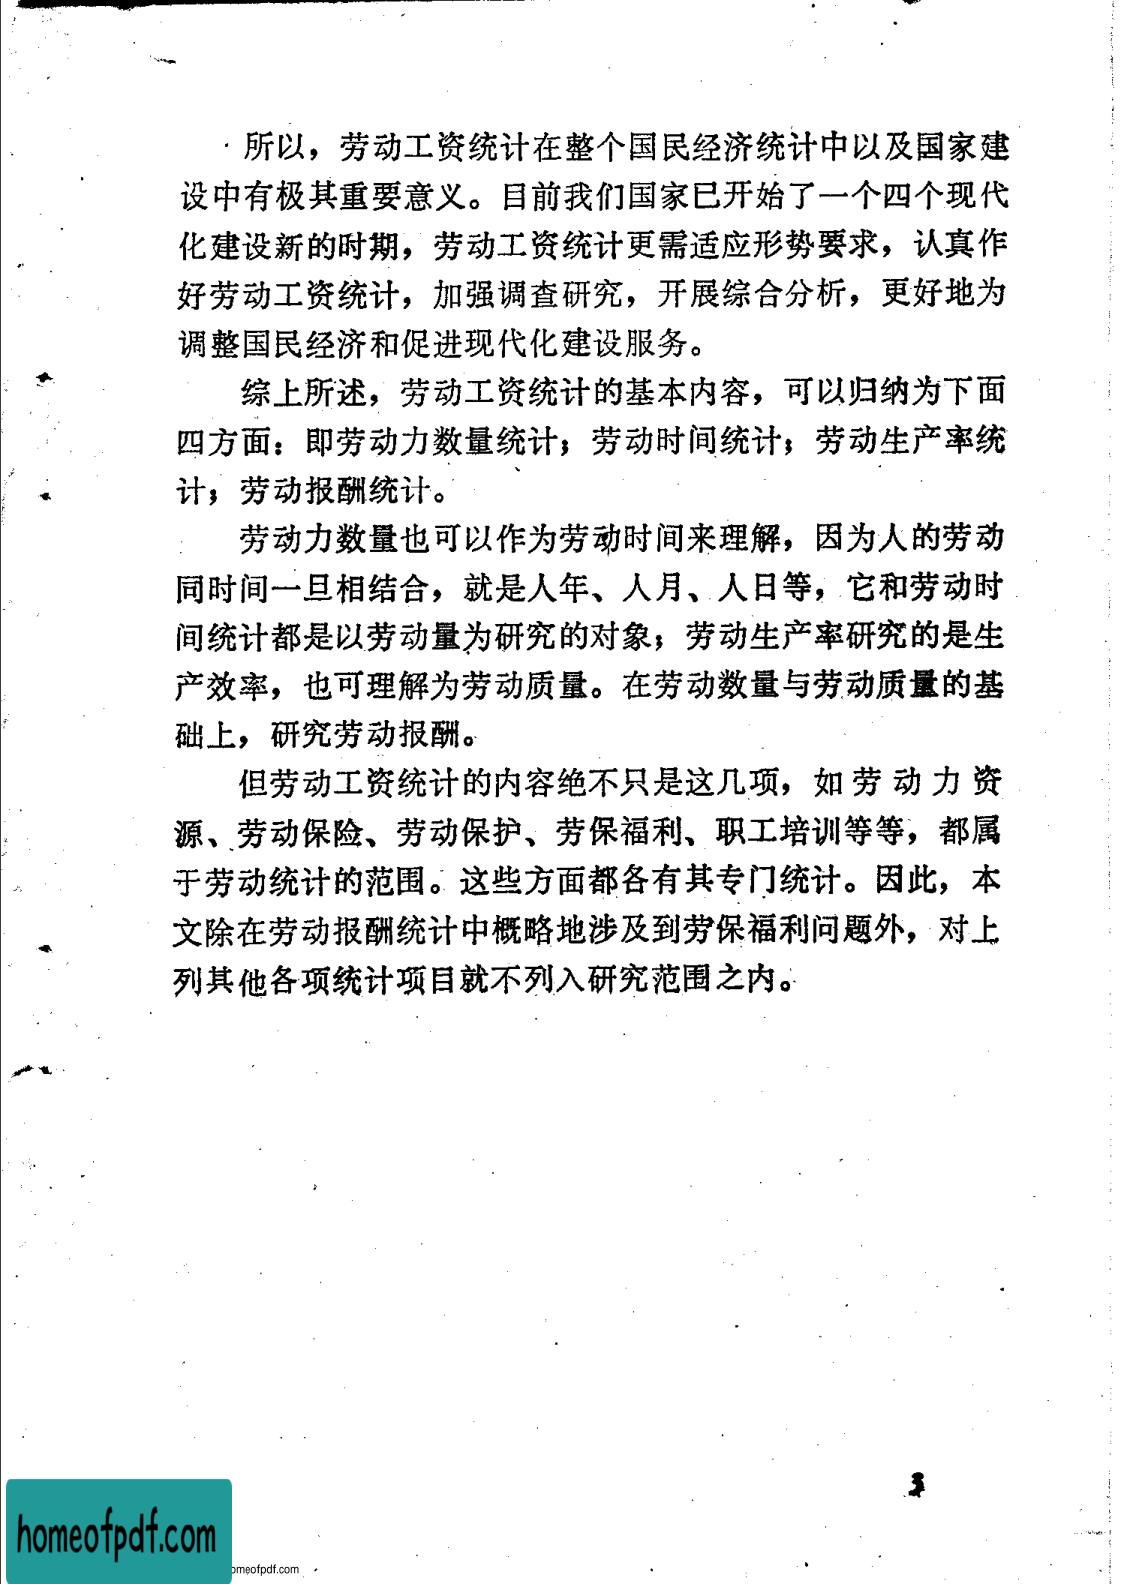 所以，劳动工资统计在整个国民经济统计中以及国家建
设中有极其重要意义。目前我们国家已开始了一个四个现代
化建设新的时期，劳动工资统计更需适应形势要求，认真作
好劳动工资统计，加强调查研究，开展综合分析，更好地为
调整国民经济和促进现代化建设服务。
综上所述，劳动工资统计的基本内容，可以归纳为下面
四方面：即劳动力数量统计；劳动时间统计；劳动生产率统
计；劳动报酬统计。
劳动力数量也可以作为劳动时间来理解，因为人的劳动
同时间一旦相结合，就是人年、人月、人日等，它和劳动时
间统计都是以劳动量为研究的对象；劳动生产率研究的是生
产效率，也可理解为劳动质量。在劳动数量与劳动质量的基
础上，研究劳动报酬。
但劳动工资统计的内容绝不只是这几项，如劳动力资
源、劳动保险、劳动保护、劳保福利、职工培训等等，都属
于劳动统计的范围。这些方面都各有其专门统计。因此，本
文除在劳动报酬统计中概略地涉及到劳保福利问题外，对上
列其他各项统计项目就不列入研究范围之内。
3
homeofpdf.com
omeofpdf.com